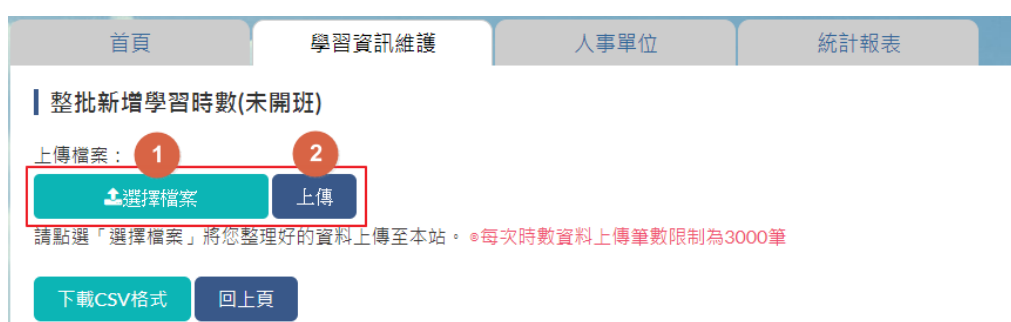 首頁 學習資訊維護 人事單位 統計報表
整批新增學習時數(未開班)
上傳檔案： 1 2
選擇檔案 上傳
請點選「選擇檔案」將您整理好的資料上傳至本站。 ⊙每次時數資料上傳筆數限制為3000筆
下載CSV格式 回上頁